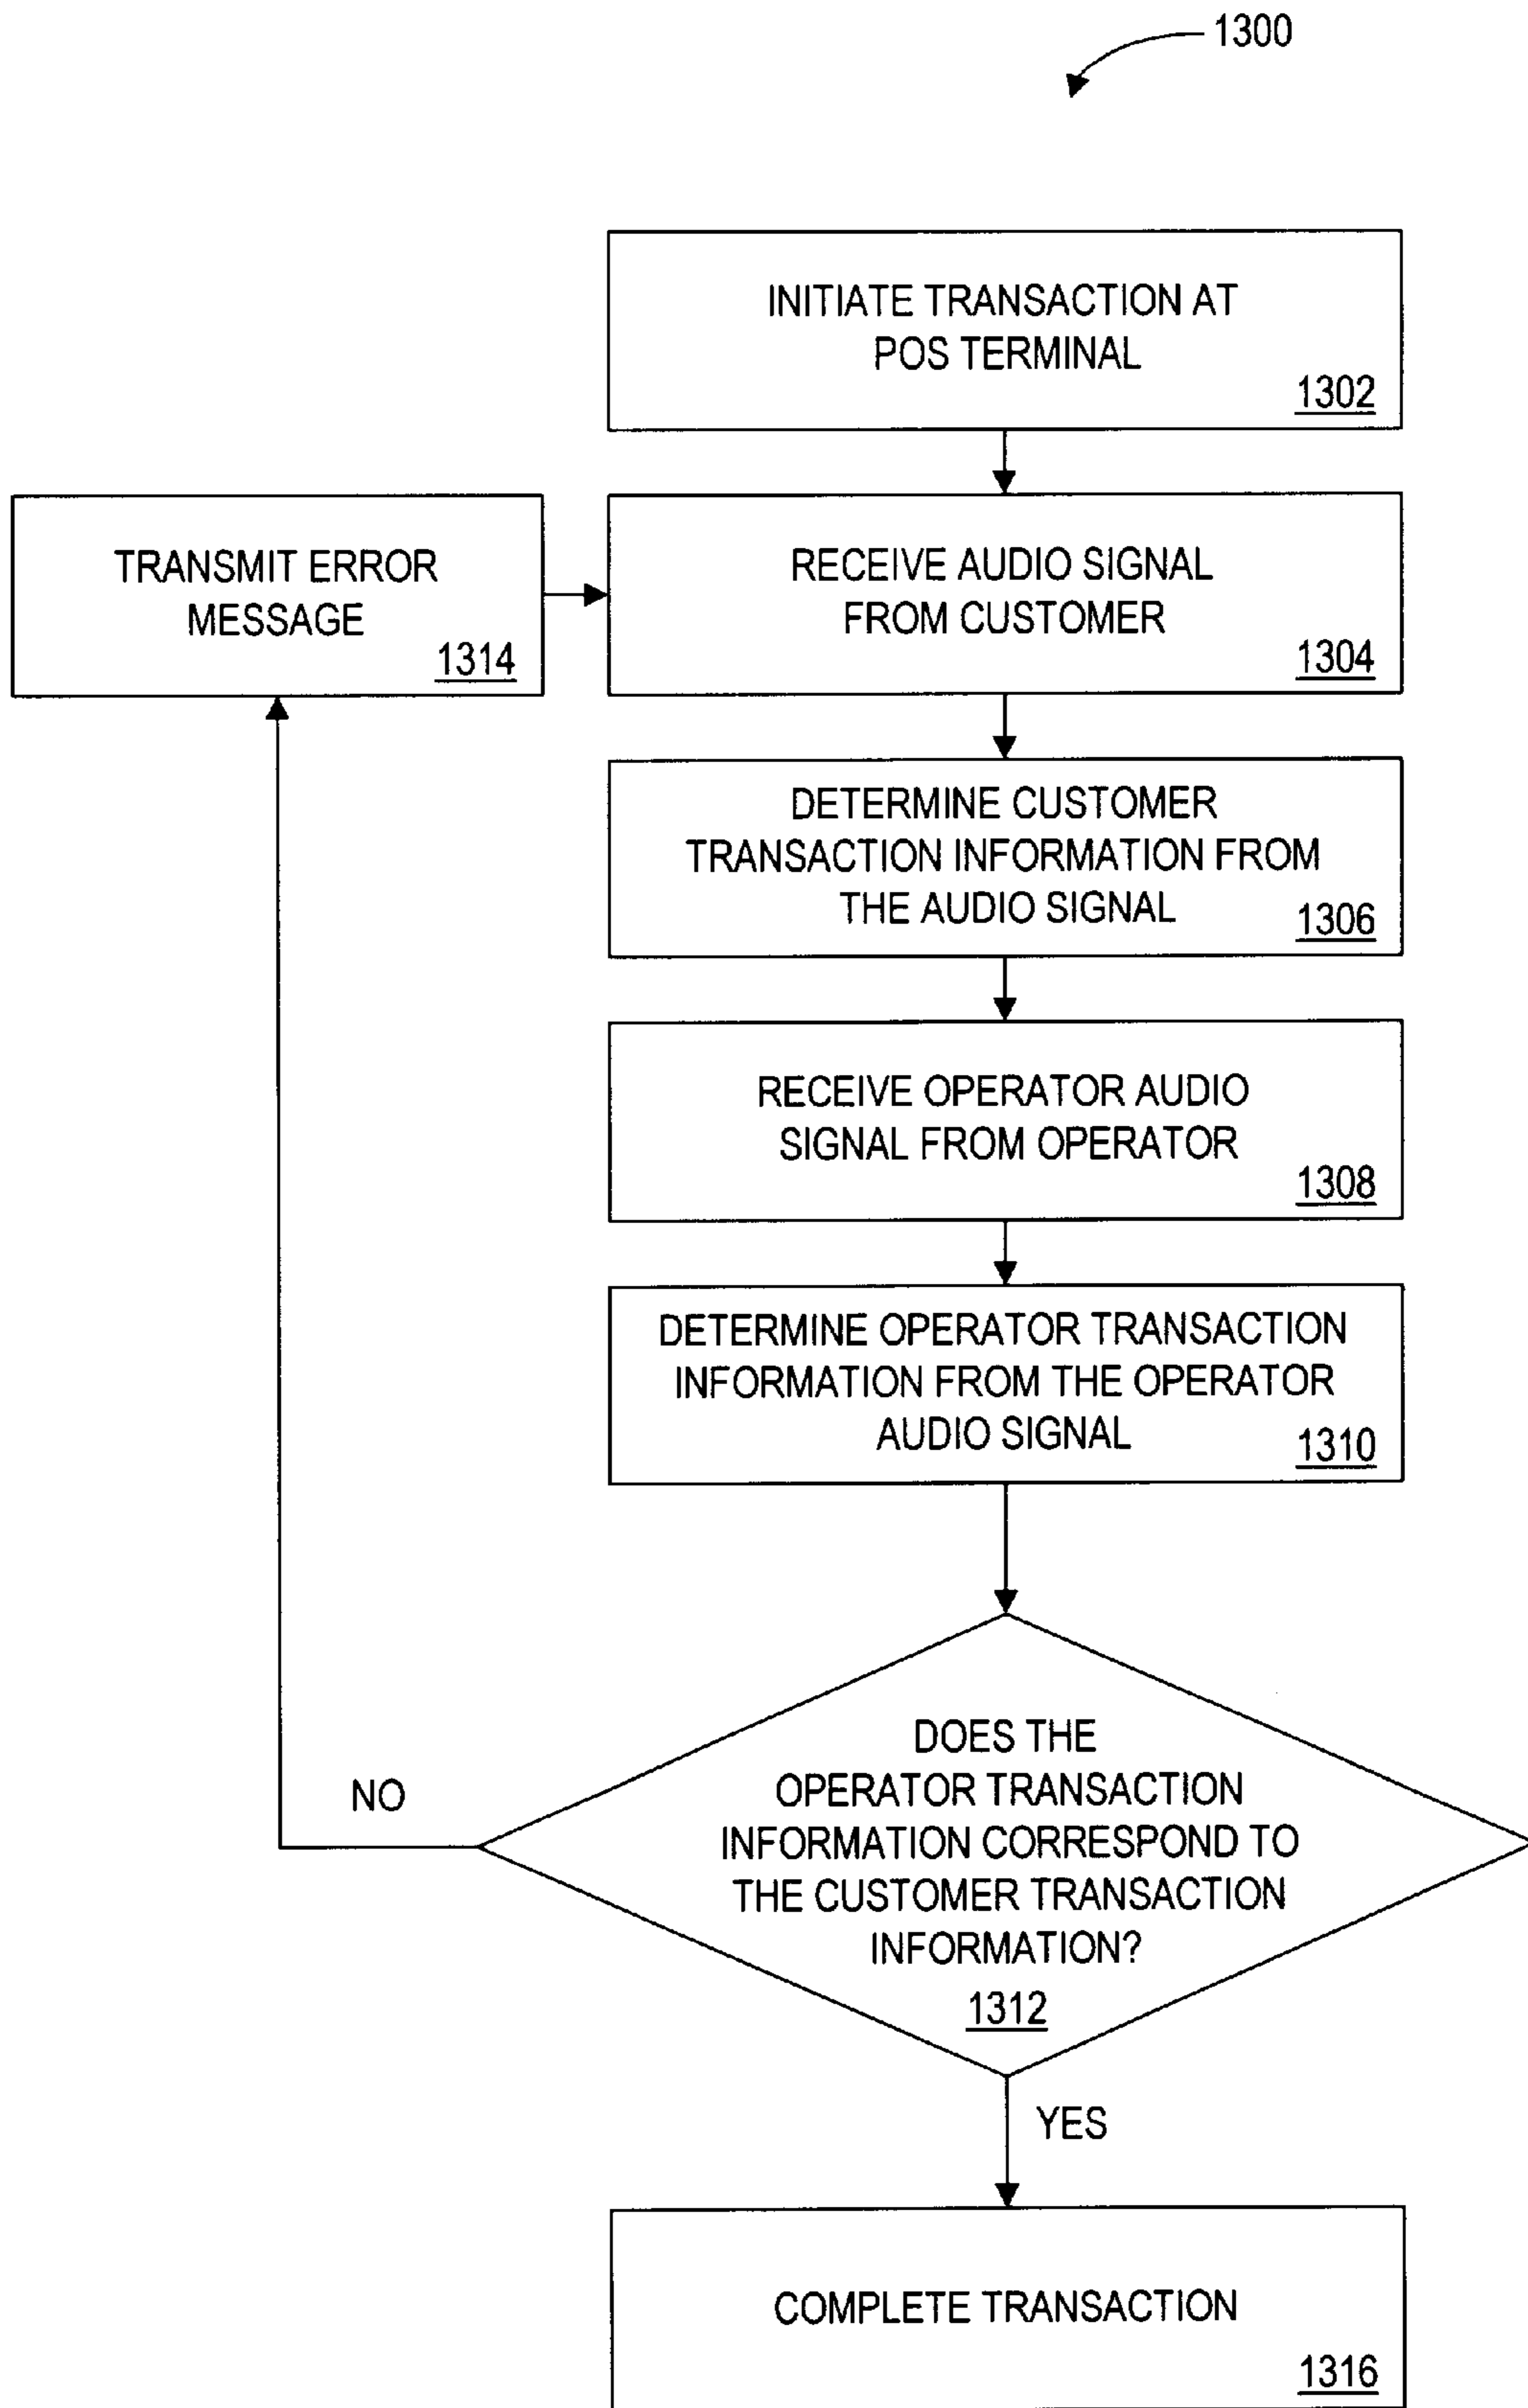 1300
INITIATE TRANSACTION AT
POS TERMINAL
1302
TRANSMIT ERROR
MESSAGE
1314
RECEIVE AUDIO SIGNAL
FROM CUSTOMER
1304
DETERMINE CUSTOMER
TRANSACTION INFORMATION FROM
THE AUDIO SIGNAL
1306
RECEIVE OPERATOR AUDIO
SIGNAL FROM OPERATOR
1308
DETERMINE OPERATOR TRANSACTION
INFORMATION FROM THE OPERATOR
AUDIO SIGNAL
1310
DOES THE
OPERATOR TRANSACTION
INFORMATION CORRESPOND TO
THE CUSTOMER TRANSACTION
INFORMATION?
1312
NO
YES
COMPLETE TRANSACTION
1316